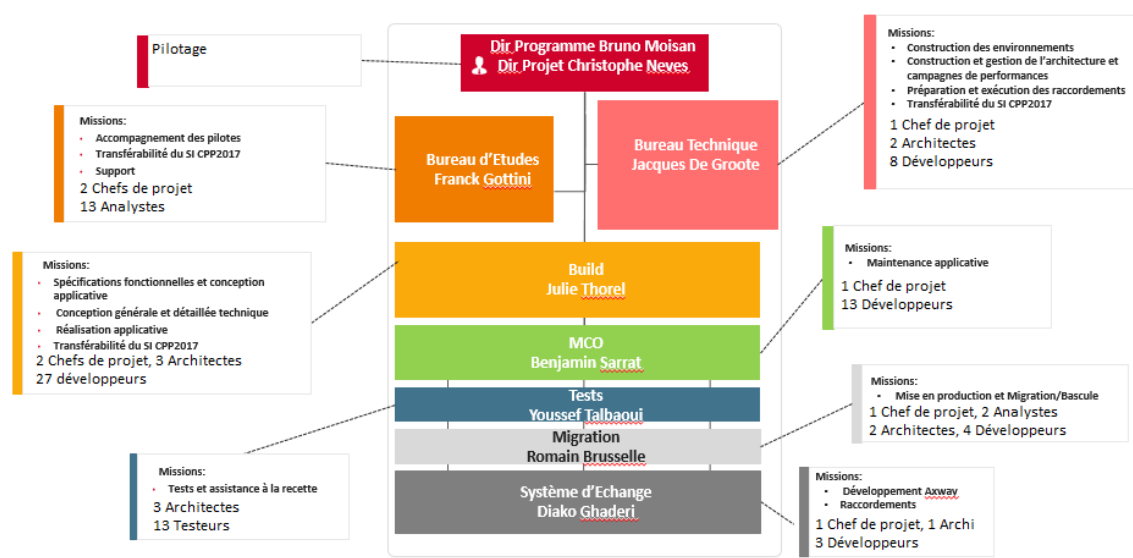 Pilotage
Dir Programme Bruno Moisan
Dir Projet Christophe Neves
Missions:
• Construction des environnements
• Construction et gestion de l'architecture et
campagnes de performances
• Préparation et exécution des raccordements
• Transférabilité du SI CPP2017
1 Chef de projet
2 Architectes
8 Développeurs
Missions:
• Accompagnement des pilotes
• Transférabilité du SI CPP2017
• Support
2 Chefs de projet
13 Analystes
Bureau d'Etudes
Franck Gottini
Bureau Technique
Jacques De Groote
Missions:
• Spécifications fonctionnelles et conception
applicative
• Conception générale et détaillée technique
• Réalisation applicative
• Transférabilité du SI CPP2017
2 Chefs de projet, 3 Architectes
27 développeurs
Build
Julie Thorel
Missions:
• Maintenance applicative
1 Chef de projet
13 Développeurs
MCO
Benjamin Sarrat
Tests
Youssef Talbaoui
Migration
Romain Brusselle
Missions:
• Mise en production et Migration/Bascule
1 Chef de projet, 2 Analystes
2 Architectes, 4 Développeurs
Missions:
• Tests et assistance à la recette
3 Architectes
13 Testeurs
Système d'Echange
Diako Ghaderi
Missions:
• Développement Axway
• Raccordements
1 Chef de projet, 1 Archi
3 Développeurs